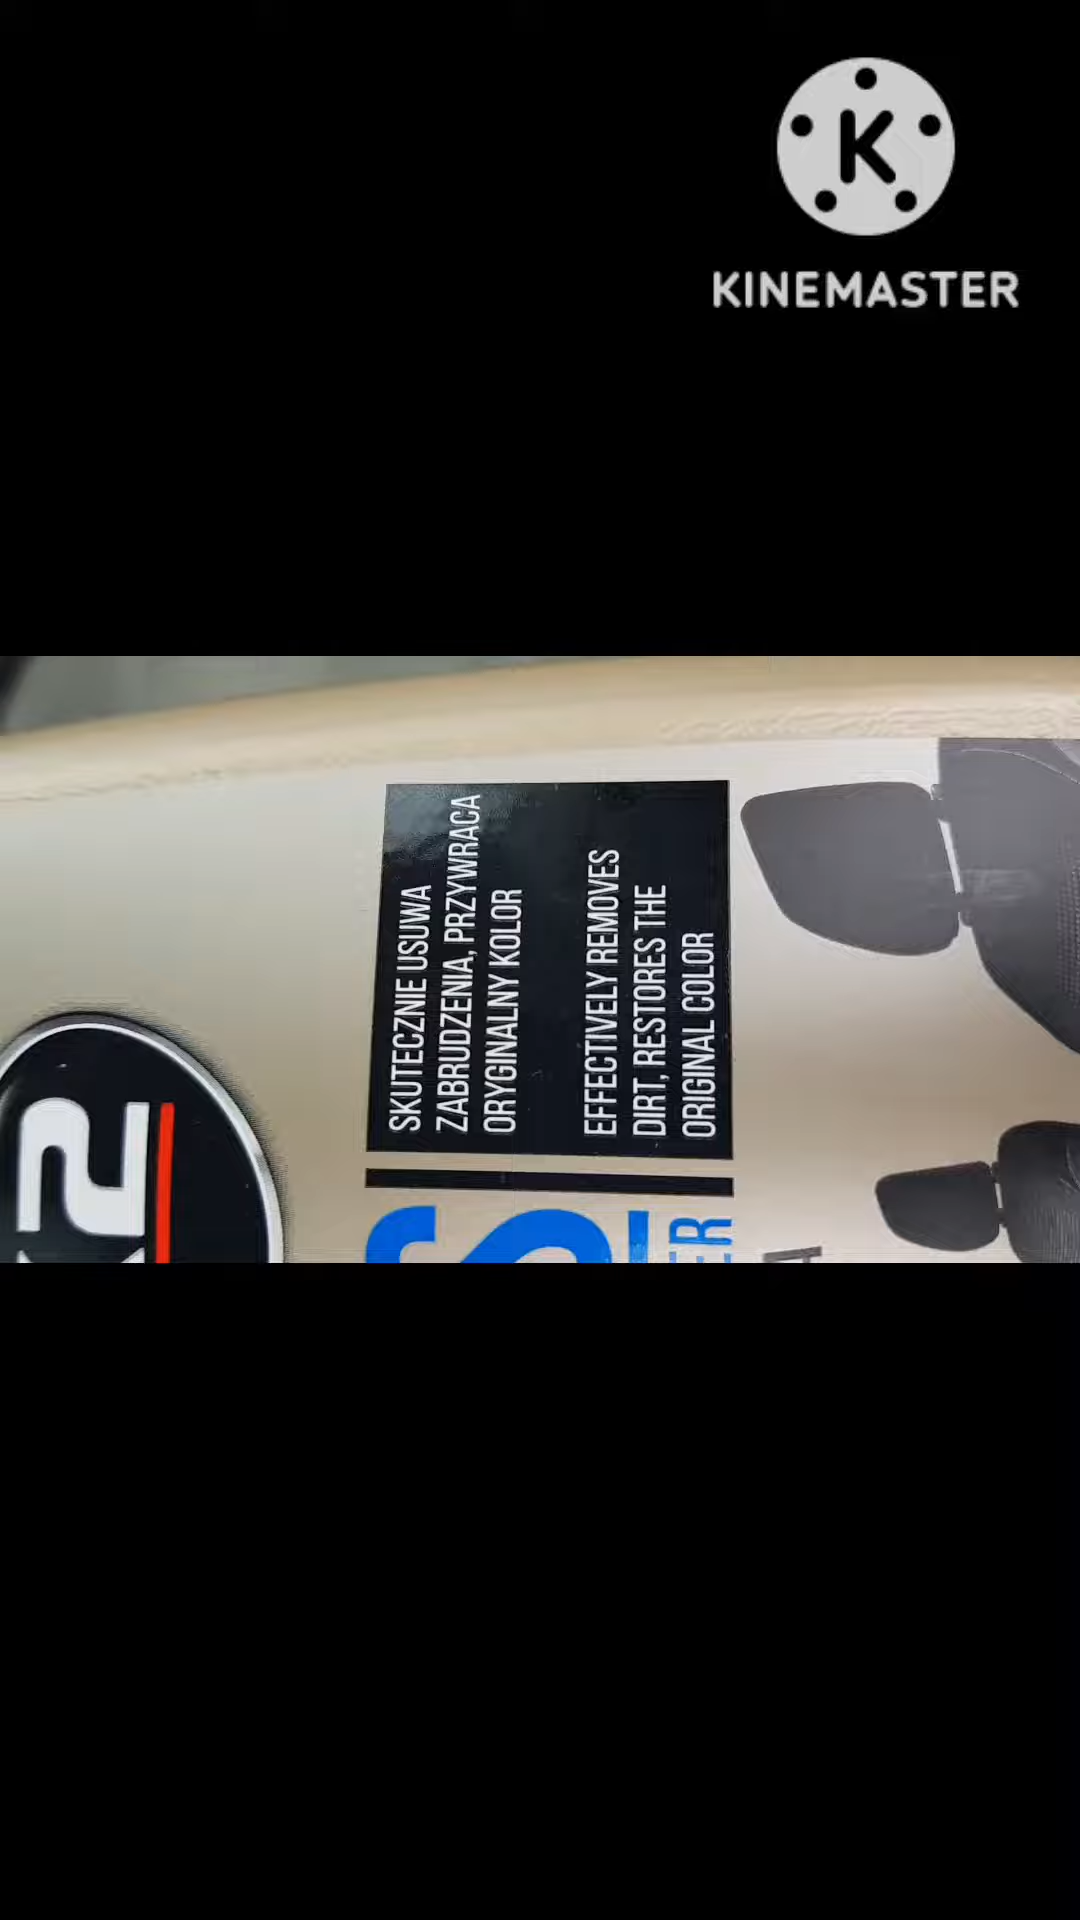 K
KINEMASTER
K2
SKUTECZNIE USUWA
ZABRUDZENIA, PRZYWRACA
ORYGINALNY KOLOR
EFFECTIVELY REMOVES
DIRT, RESTORES THE
ORIGINAL COLOR